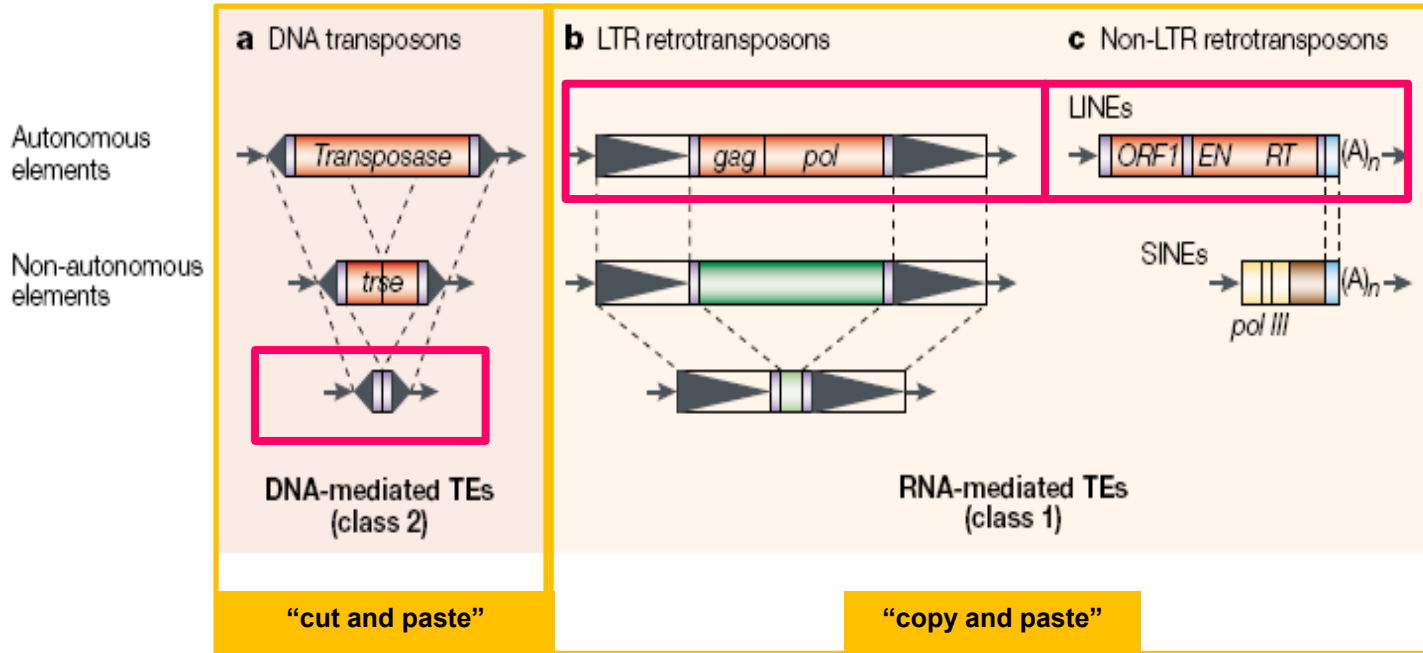 a DNA transposons
b LTR retrotransposons
c Non-LTR retrotransposons
Autonomous
elements
Transposase
gag
pol
LINEs
ORF1
EN
RT
(A)n
Non-autonomous
elements
trse
SINEs
(A)n
pol III
DNA-mediated TEs
(class 2)
RNA-mediated TEs
(class 1)
“cut and paste”
“copy and paste”